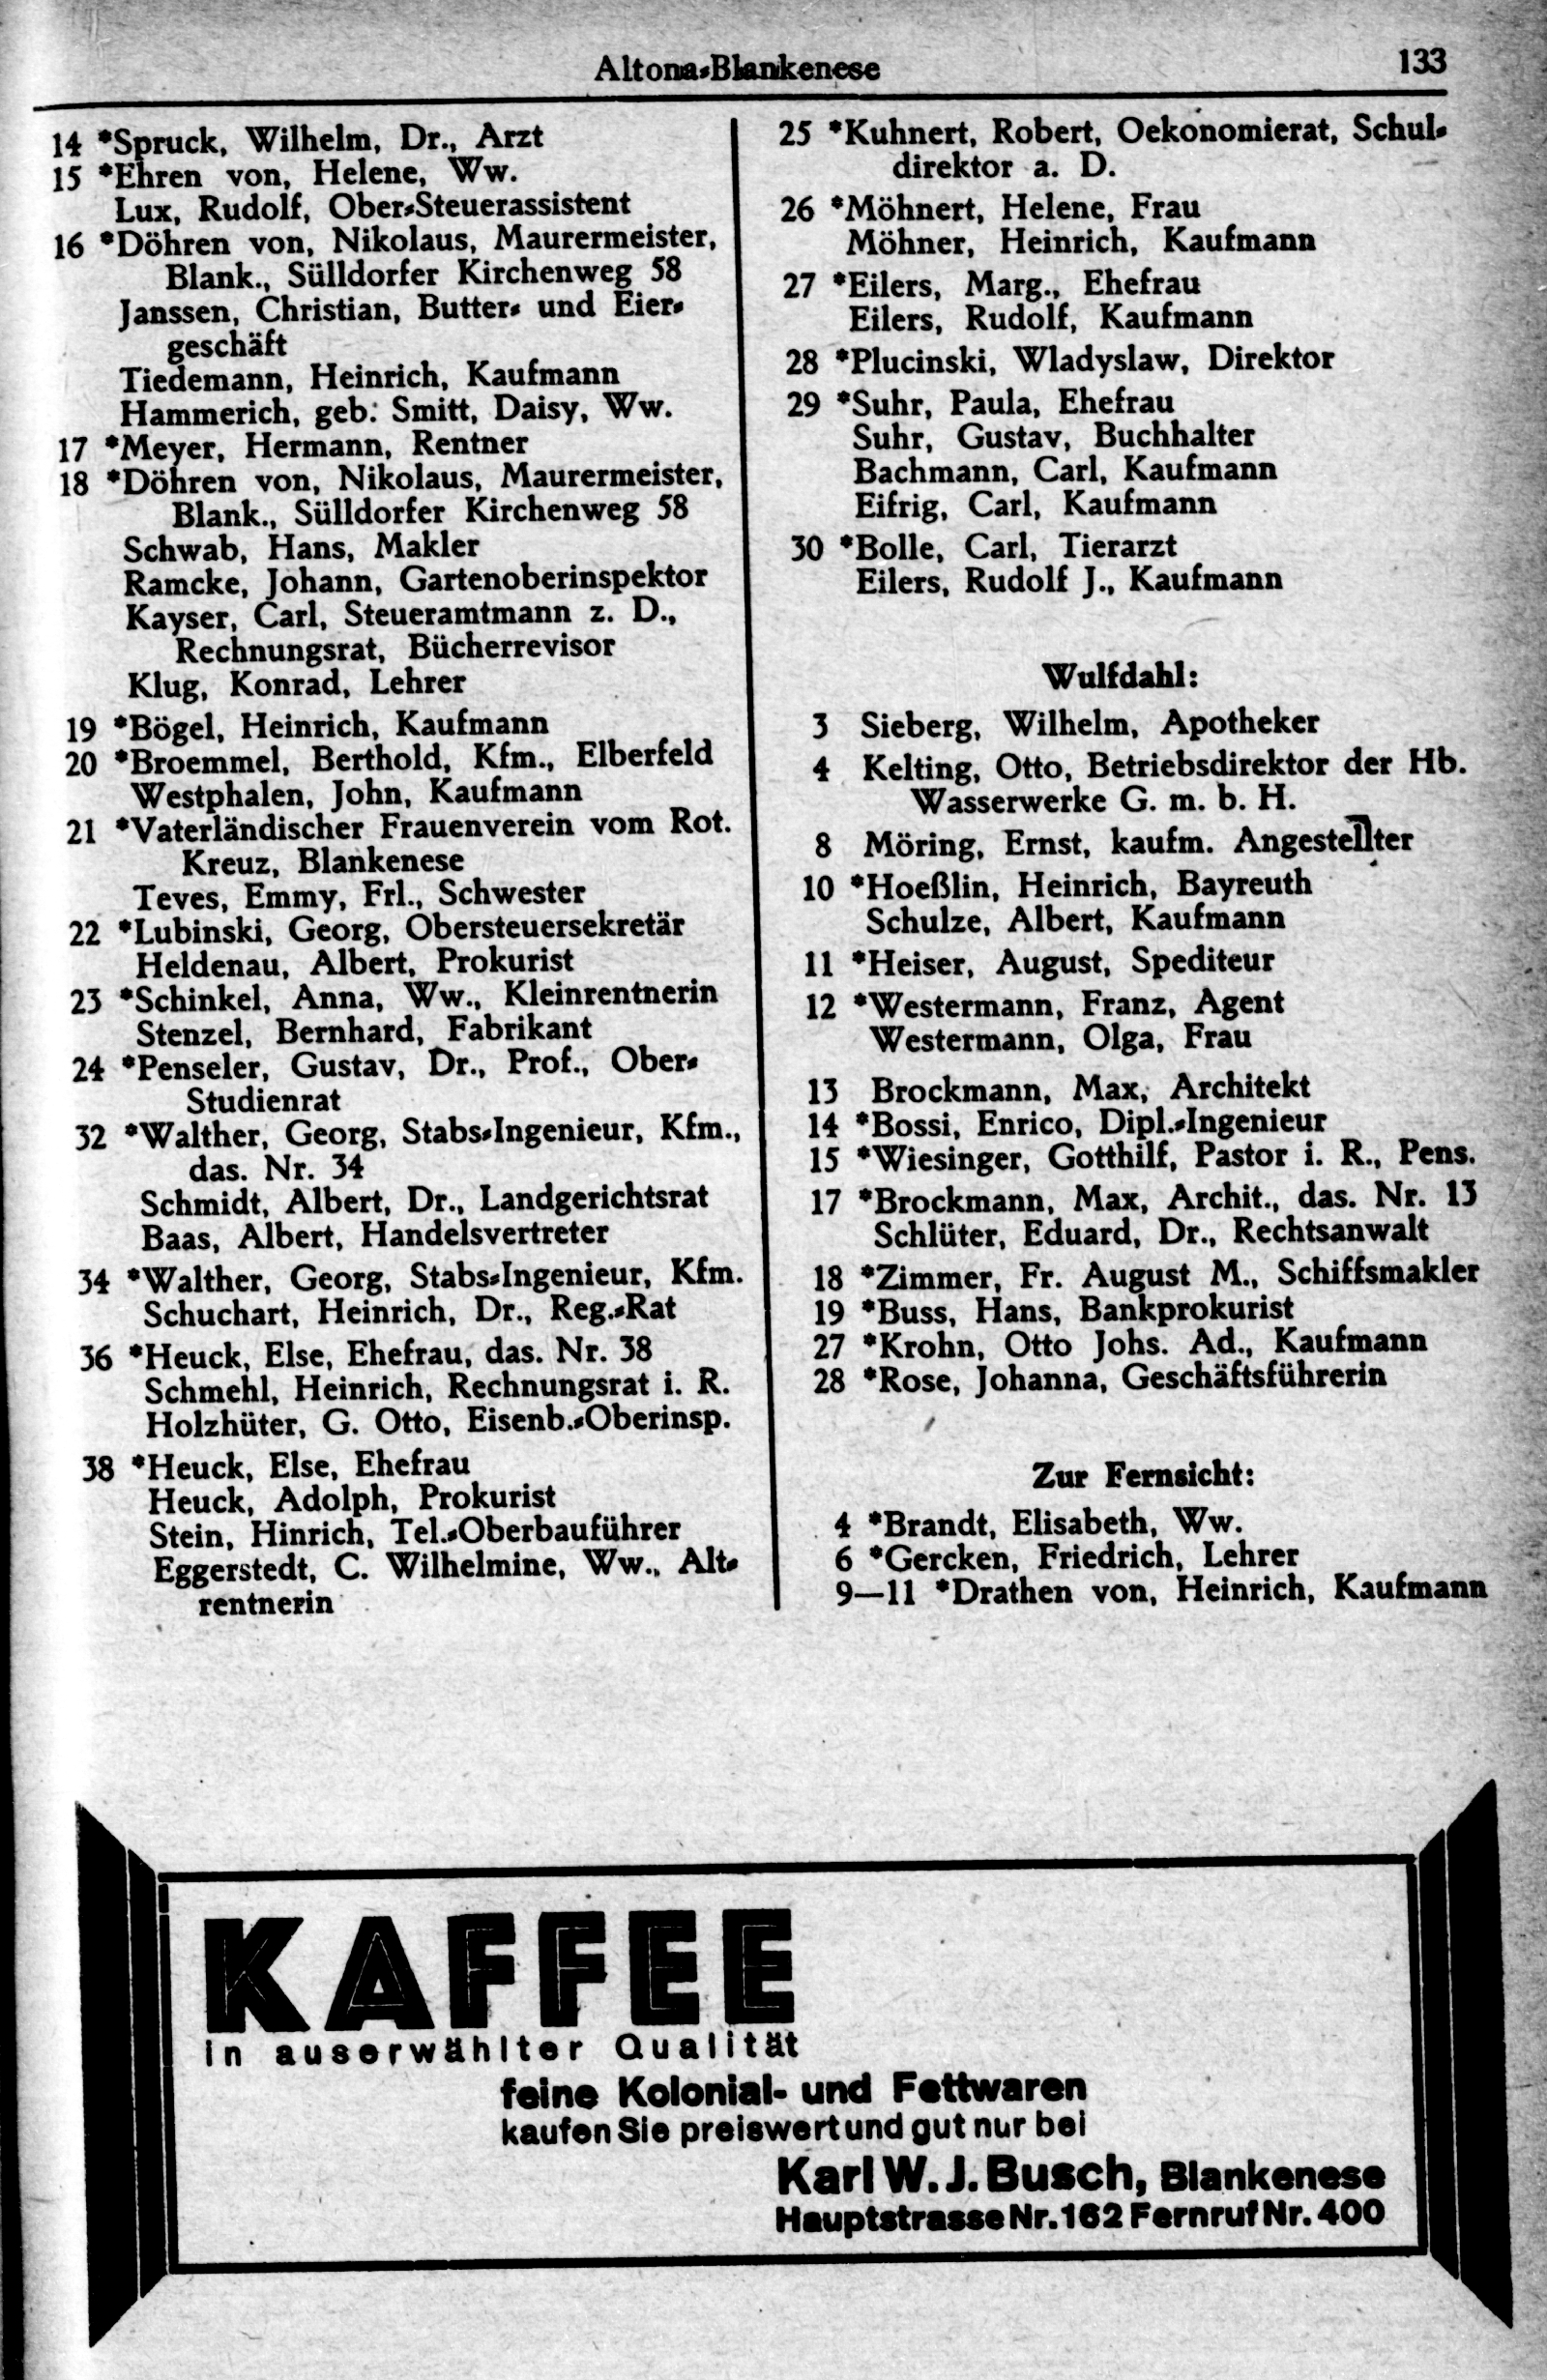 Altona-Blankenese
133
14 *Spruck, Wilhelm, Dr., Arzt
15 *Ehren von, Helene, Ww.
Lux, Rudolf, Ober-Steuerassistent
16 *Döhren von, Nikolaus, Maurermeister,
Blank., Sülldorfer Kirchenweg 58
Janssen, Christian, Butter- und Eier-
geschäft
Tiedemann, Heinrich, Kaufmann
Hammerich, geb. Smitt, Daisy, Ww.
17 *Meyer, Hermann, Rentner
18 *Döhren von, Nikolaus, Maurermeister,
Blank., Sülldorfer Kirchenweg 58
Schwab, Hans, Makler
Ramcke, Johann, Gartenoberinspektor
Kayser, Carl, Steueramtmann z. D.,
Rechnungsrat, Bücherrevisor
Klug, Konrad, Lehrer
19 *Bögel, Heinrich, Kaufmann
20 *Broemmel, Berthold, Kfm., Elberfeld
Westphalen, John, Kaufmann
21 *Vaterländischer Frauenverein vom Rot.
Kreuz, Blankenese
Teves, Emmy, Frl., Schwester
22 *Lubinski, Georg, Obersteuersekretär
Heldenau, Albert, Prokurist
23 *Schinkel, Anna, Ww., Kleinrentnerin
Stenzel, Bernhard, Fabrikant
24 *Penseler, Gustav, Dr., Prof., Ober-
Studienrat
32 *Walther, Georg, Stabs-Ingenieur, Kfm.,
das. Nr. 34
Schmidt, Albert, Dr., Landgerichtsrat
Baas, Albert, Handelsvertreter
34 *Walther, Georg, Stabs-Ingenieur, Kfm.
Schuchart, Heinrich, Dr., Reg.-Rat
36 *Heuck, Else, Ehefrau, das. Nr. 38
Schmehl, Heinrich, Rechnungsrat i. R.
Holzhüter, G. Otto, Eisenb.-Oberinsp.
38 *Heuck, Else, Ehefrau
Heuck, Adolph, Prokurist
Stein, Hinrich, Tel.-Oberbauführer
Eggerstedt, C. Wilhelmine, Ww., Alt-
rentnerin
25 *Kuhnert, Robert, Oekonomierat, Schul-
direktor a. D.
26 *Möhnert, Helene, Frau
Möhner, Heinrich, Kaufmann
27 *Eilers, Marg., Ehefrau
Eilers, Rudolf, Kaufmann
28 *Plucinski, Wladyslaw, Direktor
29 *Suhr, Paula, Ehefrau
Suhr, Gustav, Buchhalter
Bachmann, Carl, Kaufmann
Eifrig, Carl, Kaufmann
30 *Bolle, Carl, Tierarzt
Eilers, Rudolf J., Kaufmann
Wulfdahl:
3 Sieberg, Wilhelm, Apotheker
4 Kelting, Otto, Betriebsdirektor der Hb.
Wasserwerke G. m. b. H.
8 Möring, Ernst, kaufm. Angestellter
10 *Hoeßlin, Heinrich, Bayreuth
Schulze, Albert, Kaufmann
11 *Heiser, August, Spediteur
12 *Westermann, Franz, Agent
Westermann, Olga, Frau
13 Brockmann, Max, Architekt
14 *Bossi, Enrico, Dipl.-Ingenieur
15 *Wiesinger, Gotthilf, Pastor i. R., Pens.
17 *Brockmann, Max, Archit., das. Nr. 13
Schlüter, Eduard, Dr., Rechtsanwalt
18 *Zimmer, Fr. August M., Schiffsmakler
19 *Buss, Hans, Bankprokurist
27 *Krohn, Otto Johs. Ad., Kaufmann
28 *Rose, Johanna, Geschäftsführerin
Zur Fernsicht:
4 *Brandt, Elisabeth, Ww.
6 *Gercken, Friedrich, Lehrer
9—11 *Drathen von, Heinrich, Kaufmann
KAFFEE
in auserwählter Qualität
feine Kolonial- und Fettwaren
kaufen Sie preiswert und gut nur bei
Karl W. J. Busch, Blankenese
Hauptstrasse Nr. 162 Fernruf Nr. 400